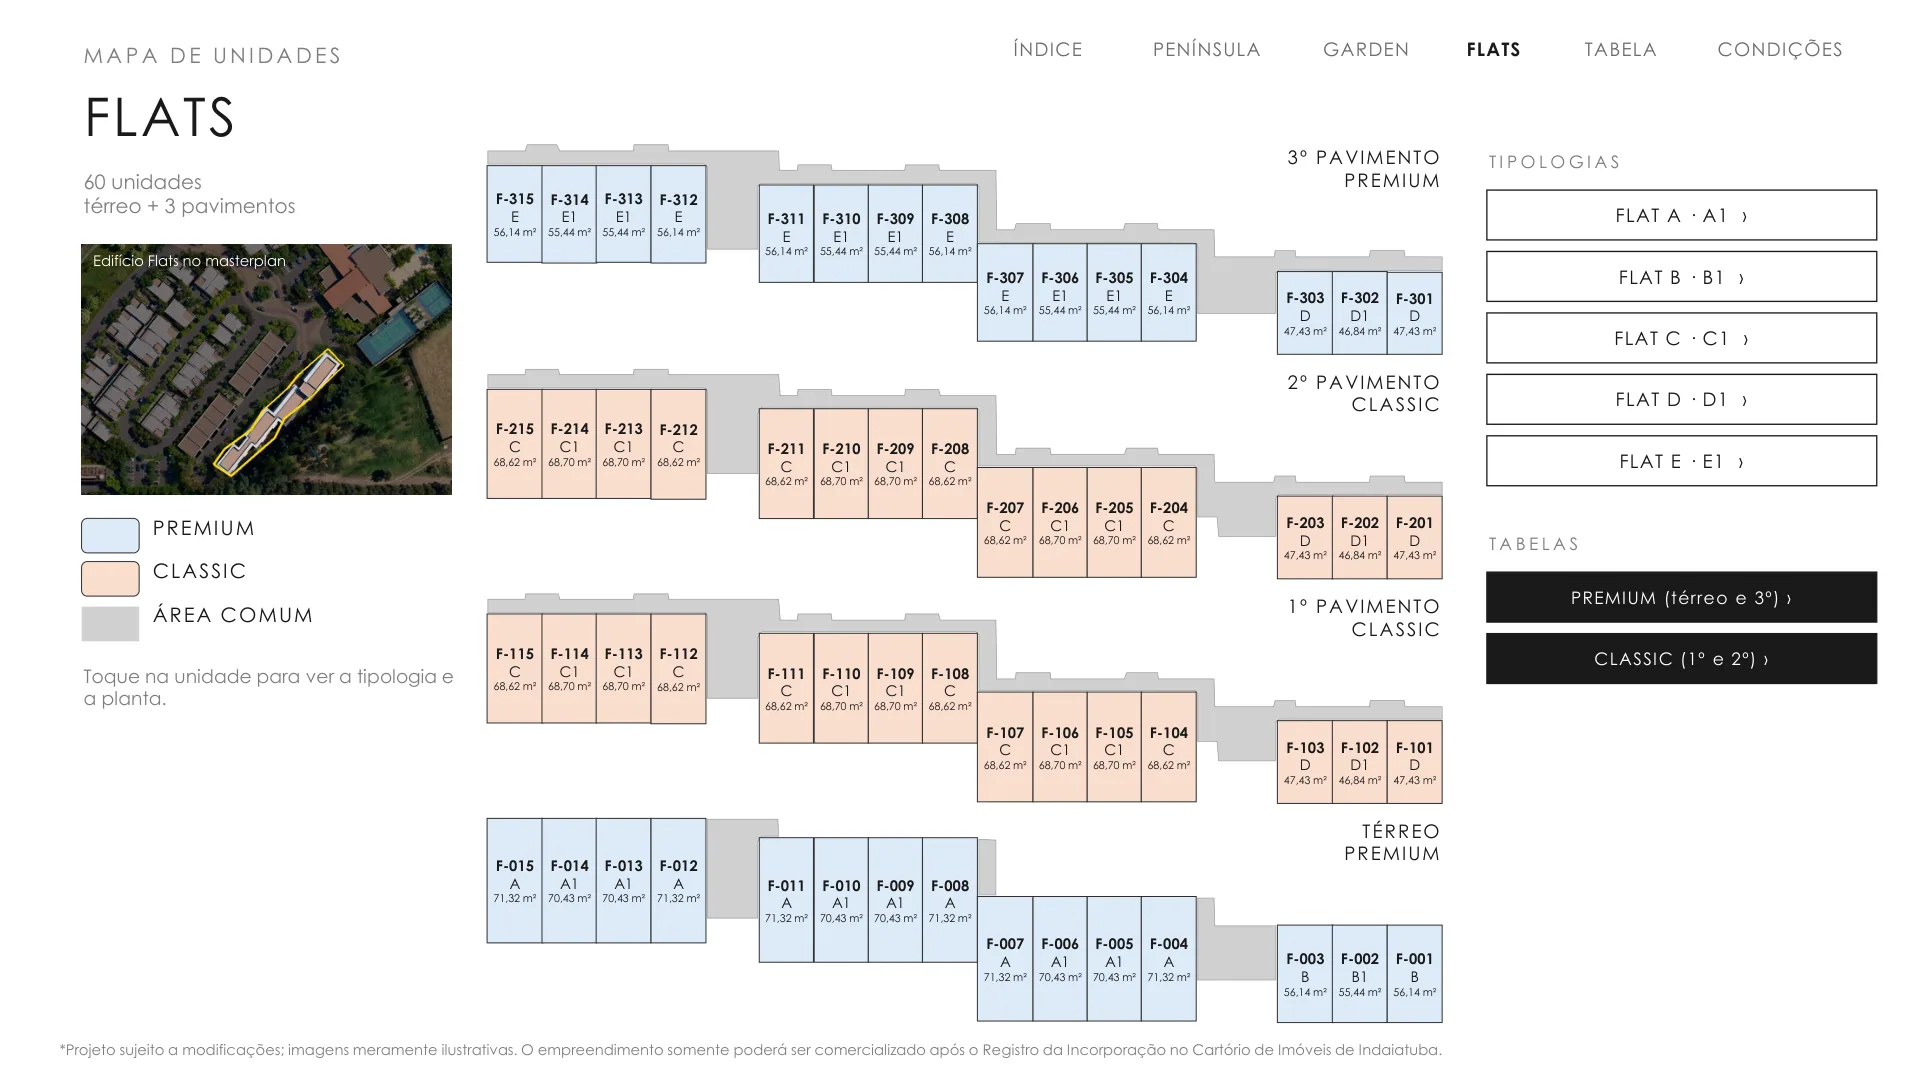 MAPA DE UNIDADES
FLATS
60 unidades
térreo + 3 pavimentos
ÍNDICE PENÍNSULA GARDEN FLATS TABELA CONDIÇÕES
Edifício Flats no masterplan
PREMIUM
CLASSIC
ÁREA COMUM
Toque na unidade para ver a tipologia e
a planta.
3º PAVIMENTO
PREMIUM
F-315 F-314 F-313 F-312
E E1 E1 E
56,14 m² 55,44 m² 55,44 m² 56,14 m²
F-311 F-310 F-309 F-308
E E1 E1 E
56,14 m² 55,44 m² 55,44 m² 56,14 m²
F-307 F-306 F-305 F-304
E E1 E1 E
56,14 m² 55,44 m² 55,44 m² 56,14 m²
F-303 F-302 F-301
D D1 D
47,43 m² 46,84 m² 47,43 m²
2º PAVIMENTO
CLASSIC
F-215 F-214 F-213 F-212
C C1 C1 C
68,62 m² 68,70 m² 68,70 m² 68,62 m²
F-211 F-210 F-209 F-208
C C1 C1 C
68,62 m² 68,70 m² 68,70 m² 68,62 m²
F-207 F-206 F-205 F-204
C C1 C1 C
68,62 m² 68,70 m² 68,70 m² 68,62 m²
F-203 F-202 F-201
D D1 D
47,43 m² 46,84 m² 47,43 m²
1º PAVIMENTO
CLASSIC
F-115 F-114 F-113 F-112
C C1 C1 C
68,62 m² 68,70 m² 68,70 m² 68,62 m²
F-111 F-110 F-109 F-108
C C1 C1 C
68,62 m² 68,70 m² 68,70 m² 68,62 m²
F-107 F-106 F-105 F-104
C C1 C1 C
68,62 m² 68,70 m² 68,70 m² 68,62 m²
F-103 F-102 F-101
D D1 D
47,43 m² 46,84 m² 47,43 m²
TÉRREO
PREMIUM
F-015 F-014 F-013 F-012
A A1 A1 A
71,32 m² 70,43 m² 70,43 m² 71,32 m²
F-011 F-010 F-009 F-008
A A1 A1 A
71,32 m² 70,43 m² 70,43 m² 71,32 m²
F-007 F-006 F-005 F-004
A A1 A1 A
71,32 m² 70,43 m² 70,43 m² 71,32 m²
F-003 F-002 F-001
B B1 B
56,14 m² 55,44 m² 56,14 m²
TIPOLOGIAS
FLAT A · A1 ›
FLAT B · B1 ›
FLAT C · C1 ›
FLAT D · D1 ›
FLAT E · E1 ›
TABELAS
PREMIUM (térreo e 3º) ›
CLASSIC (1º e 2º) ›
*Projeto sujeito a modificações; imagens meramente ilustrativas. O empreendimento somente poderá ser comercializado após o Registro da Incorporação no Cartório de Imóveis de Indaiatuba.